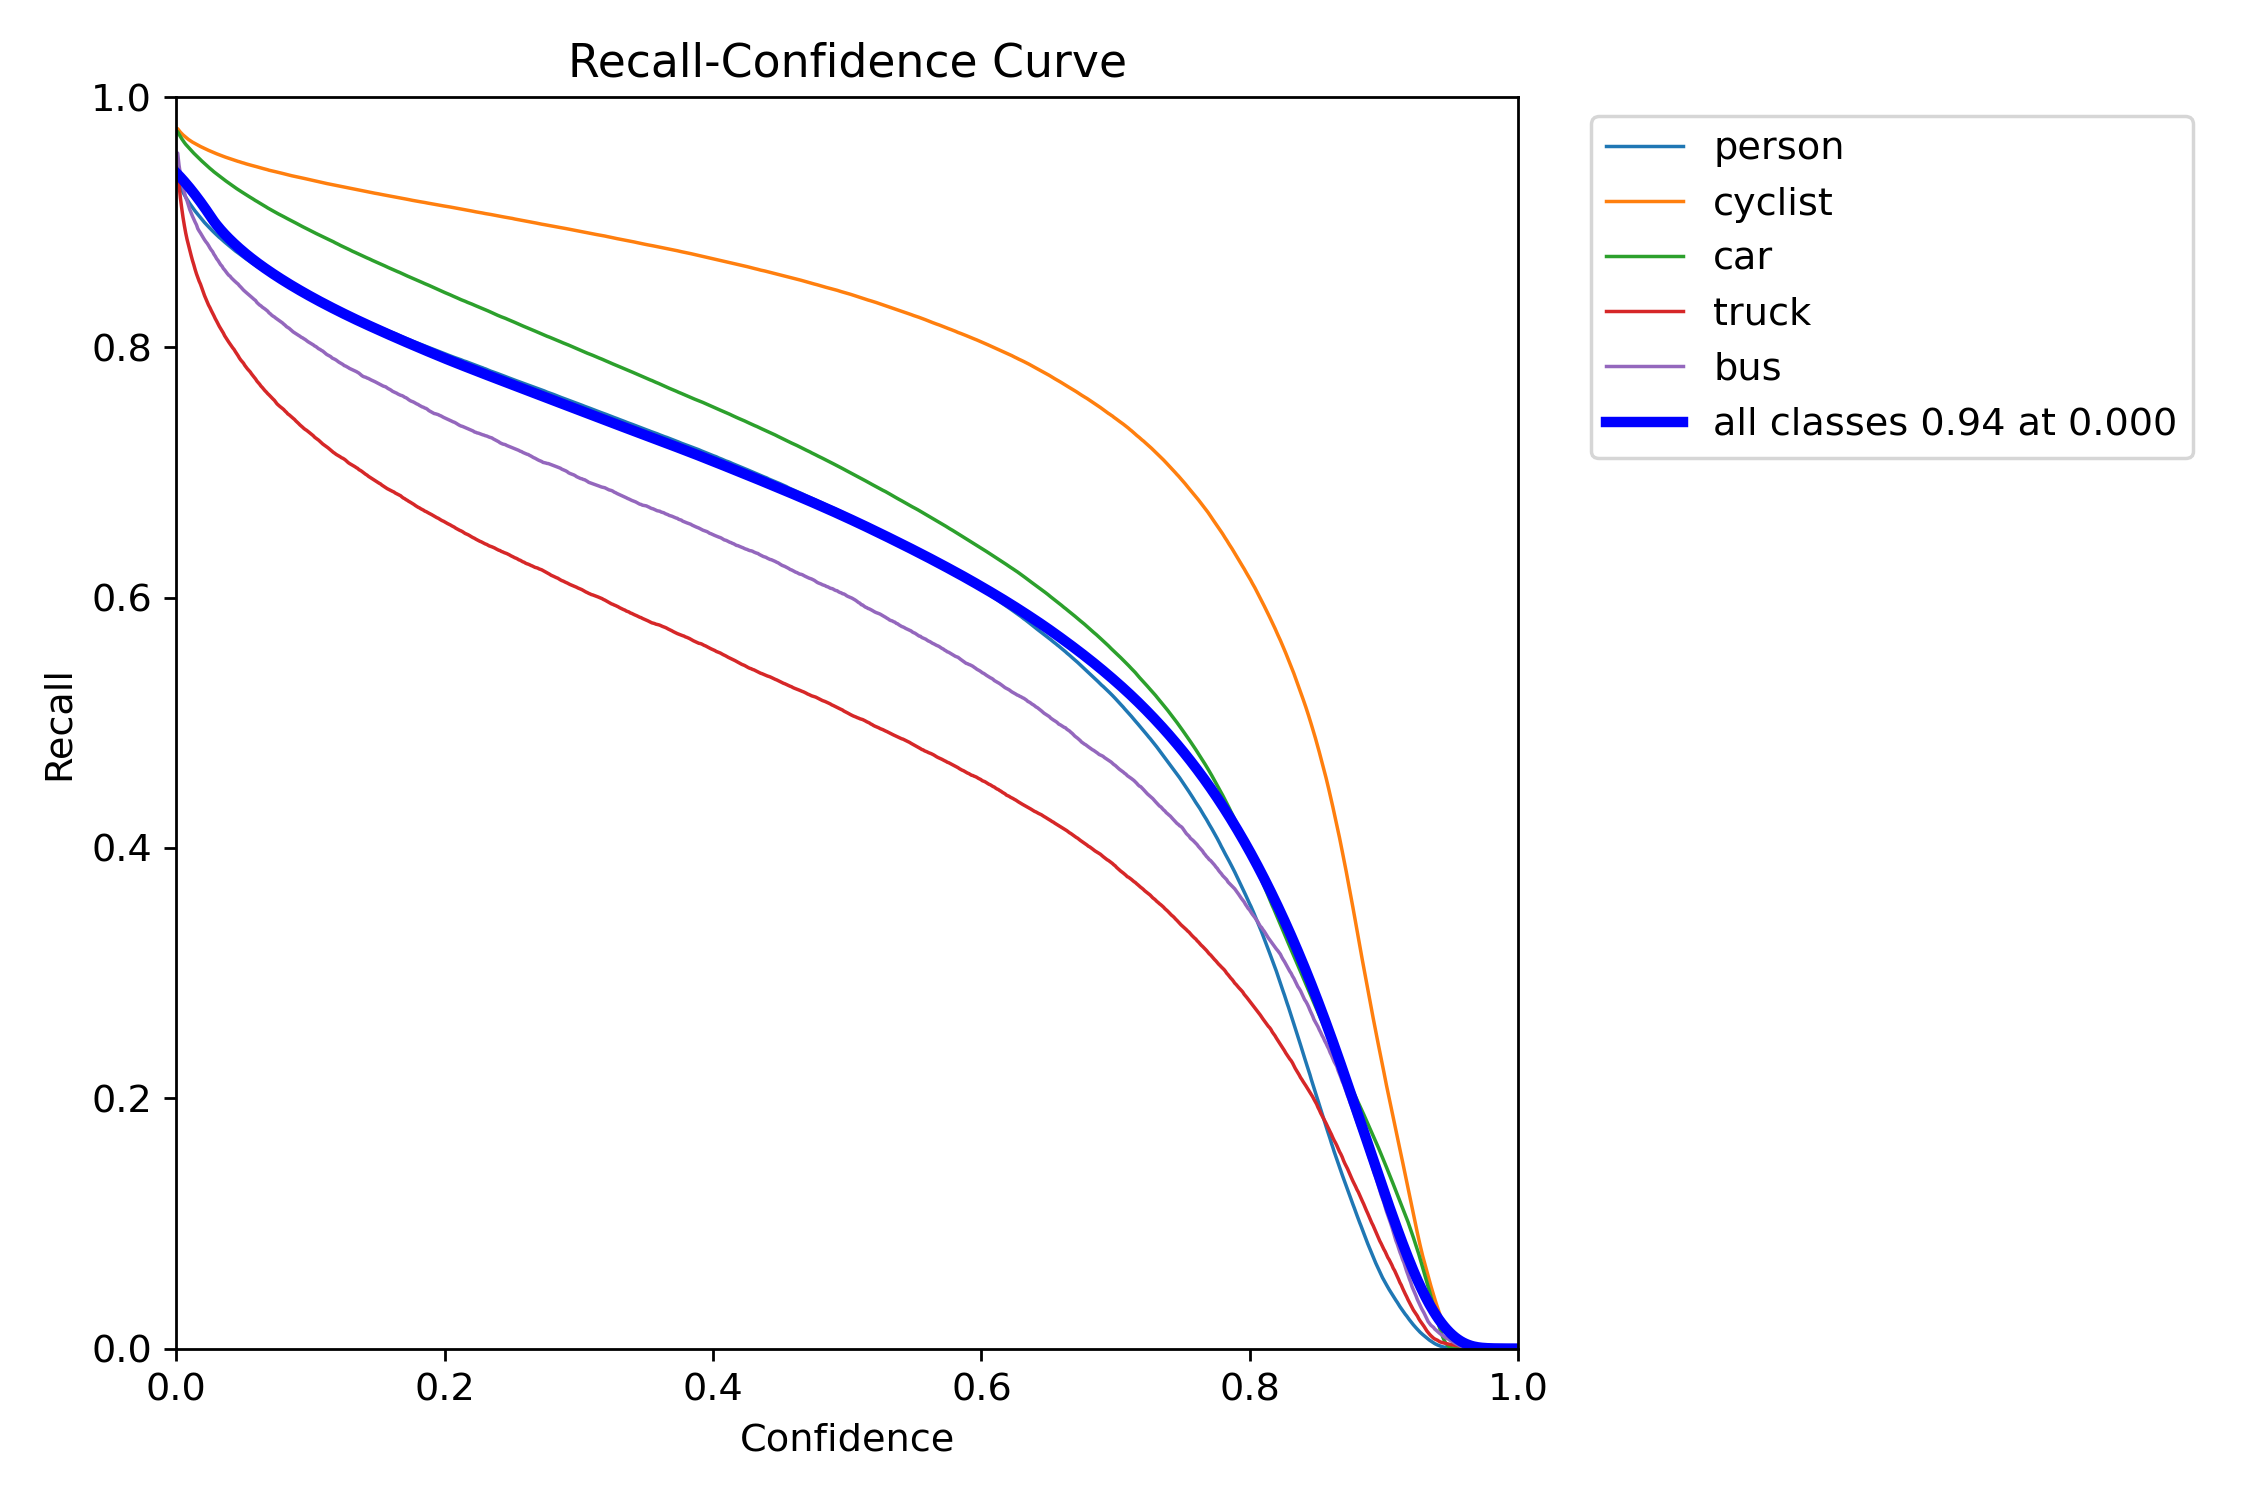 Recall-Confidence Curve
1.0
0.8
0.6
0.4
0.2
0.0
Recall
0.0 0.2 0.4 0.6 0.8 1.0
Confidence
person
cyclist
car
truck
bus
all classes 0.94 at 0.000